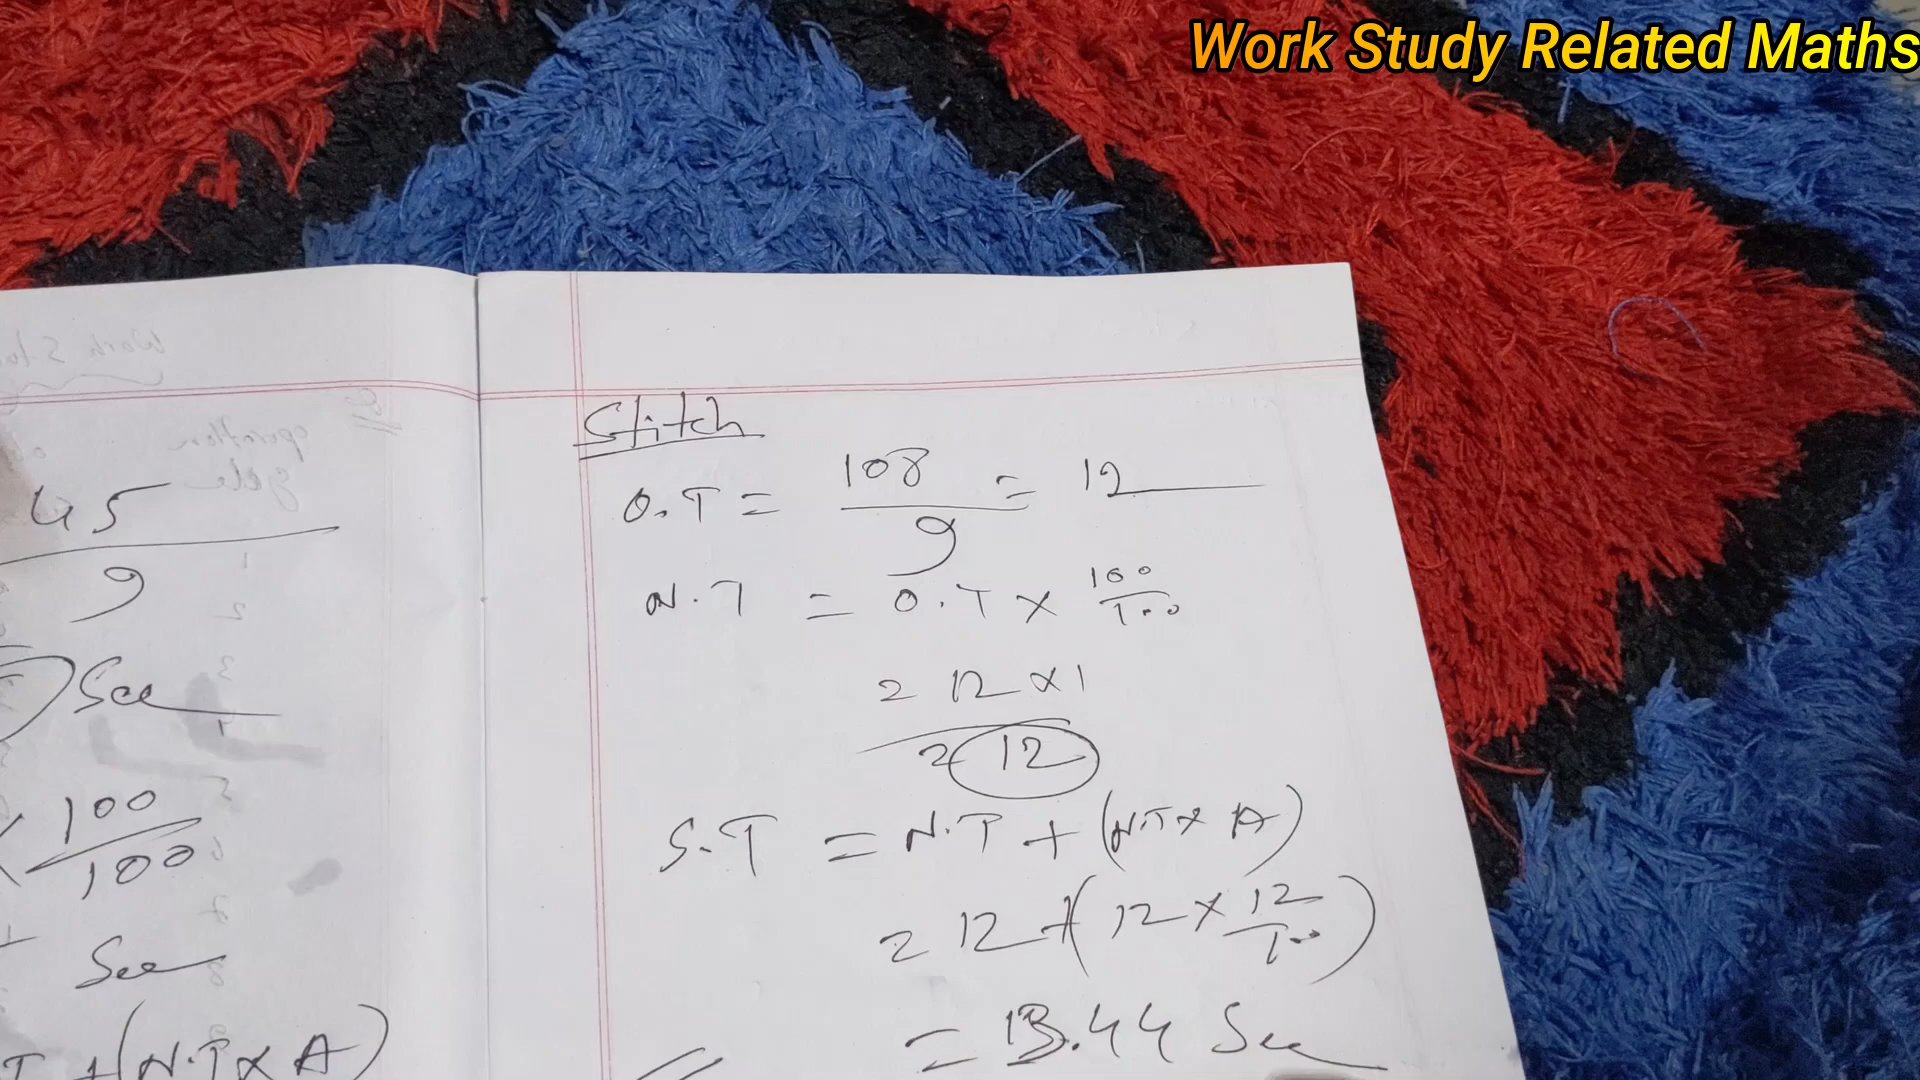 Work Study Related Maths
45
9
Sec
100
100
Sec
+ (N.T x A)
Stitch
O.T = 108 / 9 = 12
N.T = O.T x 100 / 100
= 12 x 1
= 12
S.T = N.T + (N.T x A)
= 12 + (12 x 12 / 100)
= 13.44 Sec